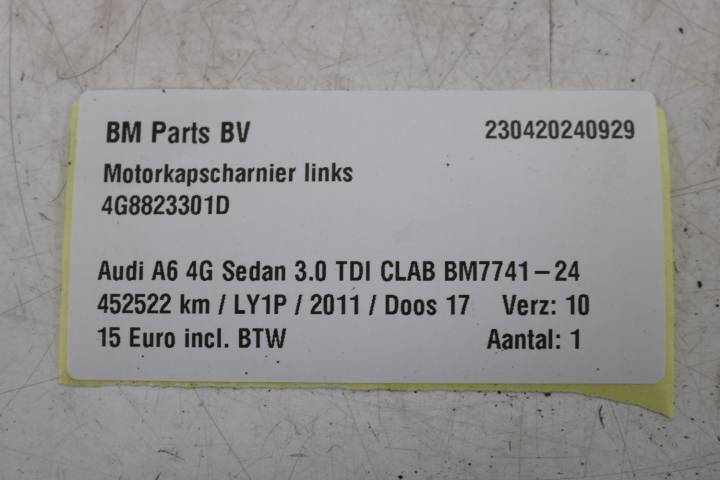 BM Parts BV 230420240929
Motorkapscharnier links
4G8823301D
Audi A6 4G Sedan 3.0 TDI CLAB BM7741-24
452522 km / LY1P / 2011 / Doos 17 Verz: 10
15 Euro incl. BTW Aantal: 1